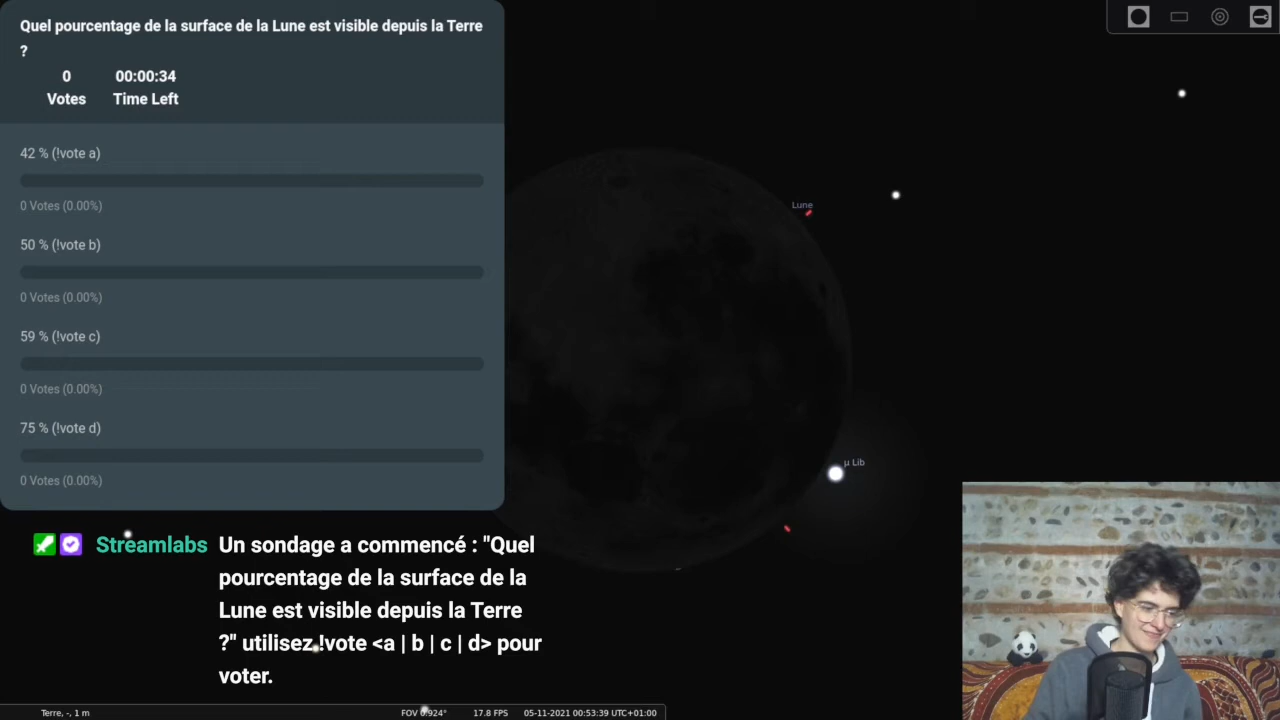 Quel pourcentage de la surface de la Lune est visible depuis la Terre
?
0 00:00:34
Votes Time Left
42 % (!vote a)
0 Votes (0.00%)
50 % (!vote b)
0 Votes (0.00%)
59 % (!vote c)
0 Votes (0.00%)
75 % (!vote d)
0 Votes (0.00%)
Lune
μ Lib
Streamlabs Un sondage a commencé : "Quel
pourcentage de la surface de la
Lune est visible depuis la Terre
?" utilisez !vote <a | b | c | d> pour
voter.
Terre, -, 1 m FOV 0.924° 17.8 FPS 05-11-2021 00:53:39 UTC+01:00